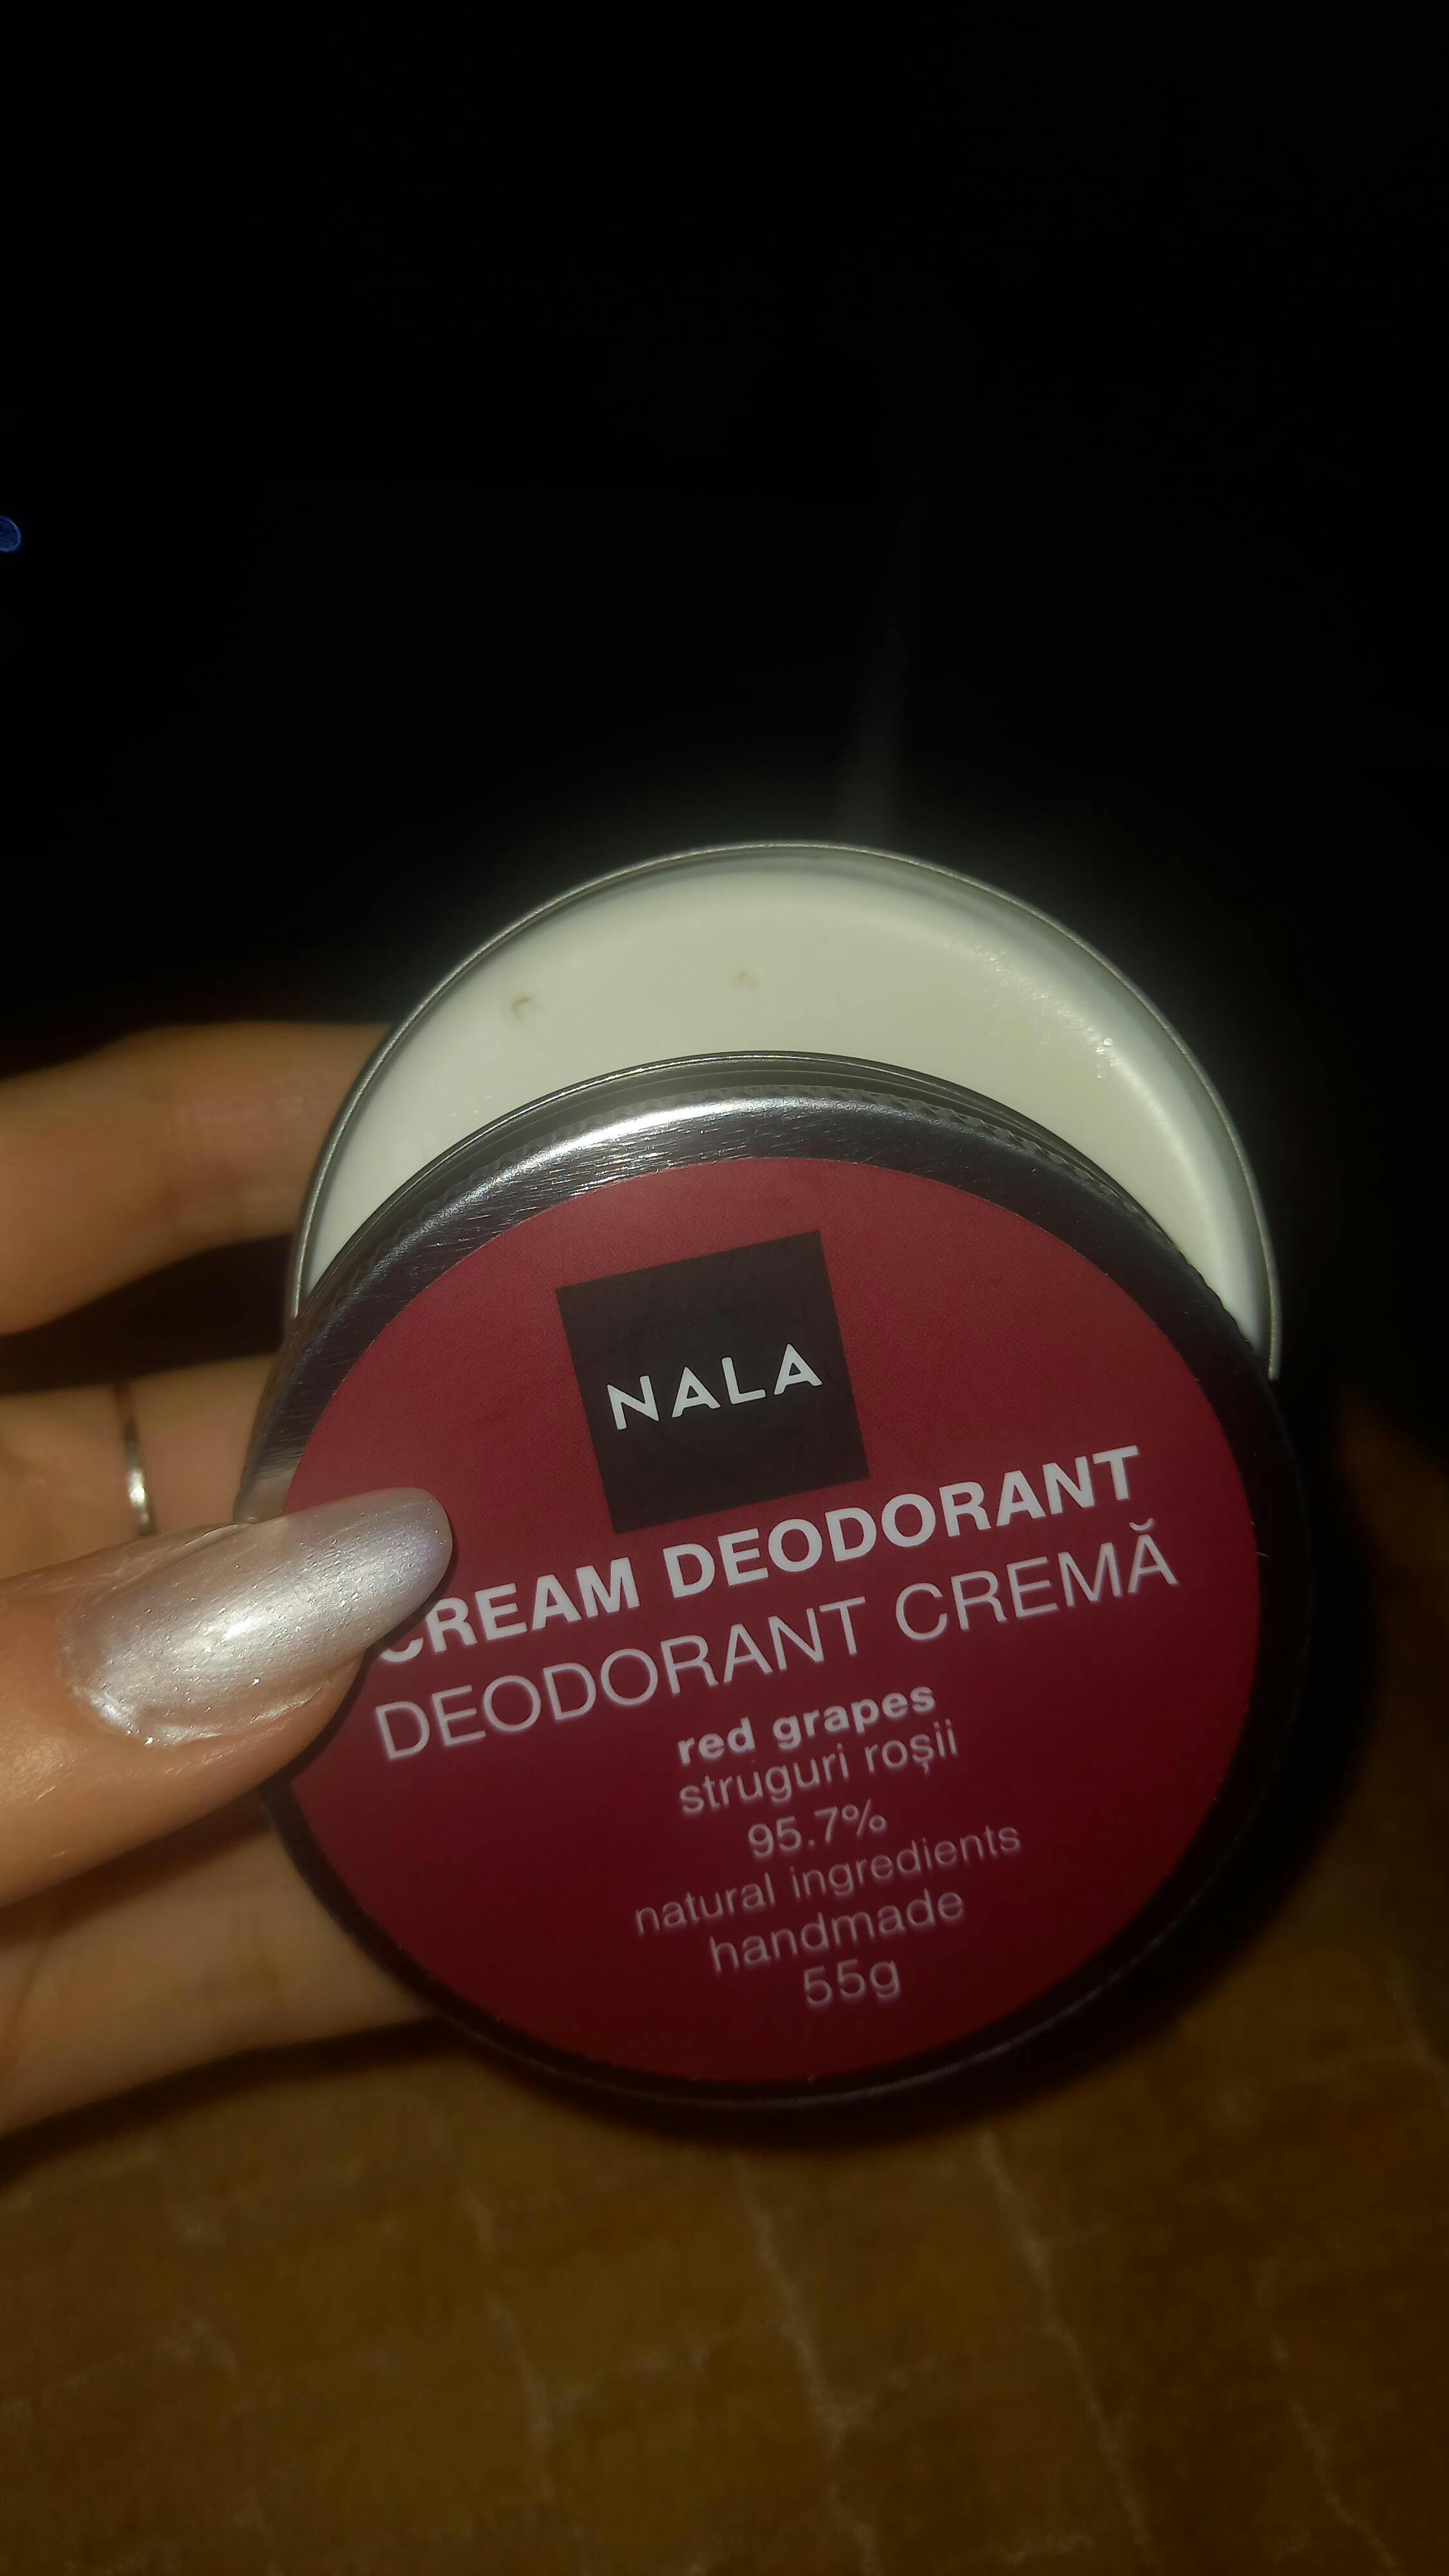 NALA
CREAM DEODORANT
DEODORANT CREMĂ
red grapes
struguri roșii
95.7%
natural ingredients
handmade
55g